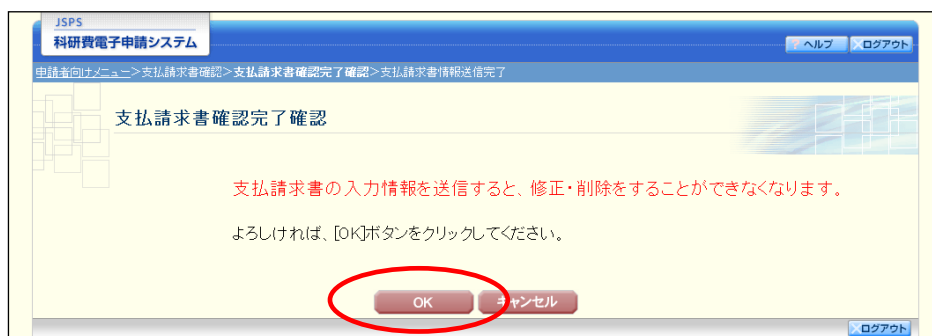 JSPS
科研費電子申請システム
? ヘルプ ログアウト
申請者向けメニュー>支払請求書確認>支払請求書確認完了確認>支払請求書情報送信完了
支払請求書確認完了確認
支払請求書の入力情報を送信すると、修正・削除をすることができなくなります。
よろしければ、[OK]ボタンをクリックしてください。
OK キャンセル
ログアウト